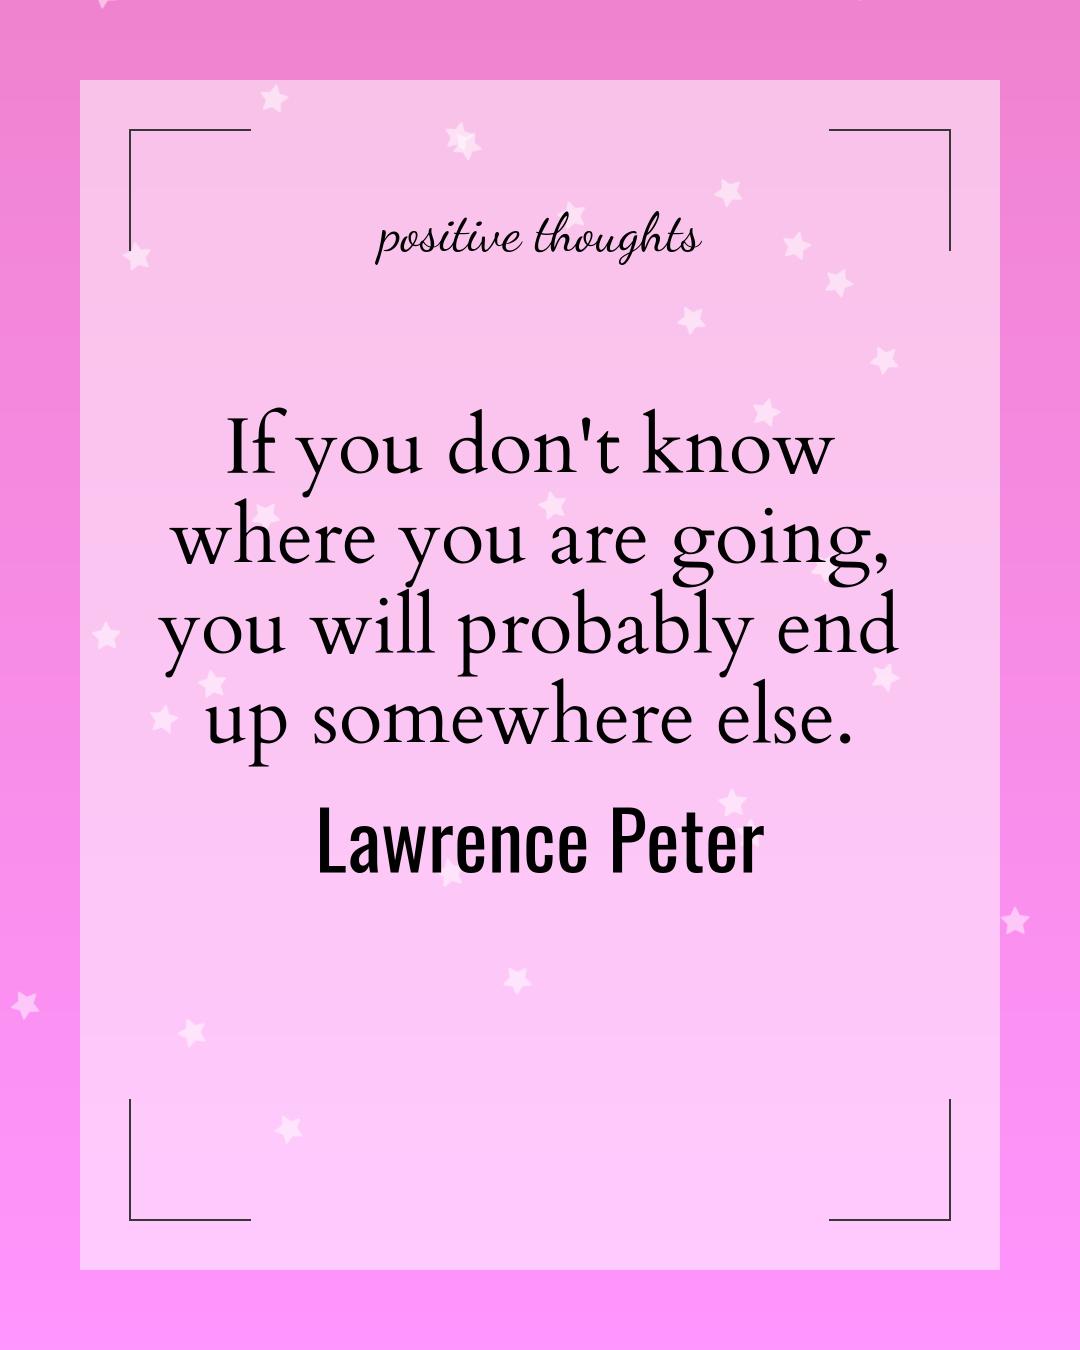 positive thoughts
If you don't know
where you are going,
you will probably end
up somewhere else.
Lawrence Peter